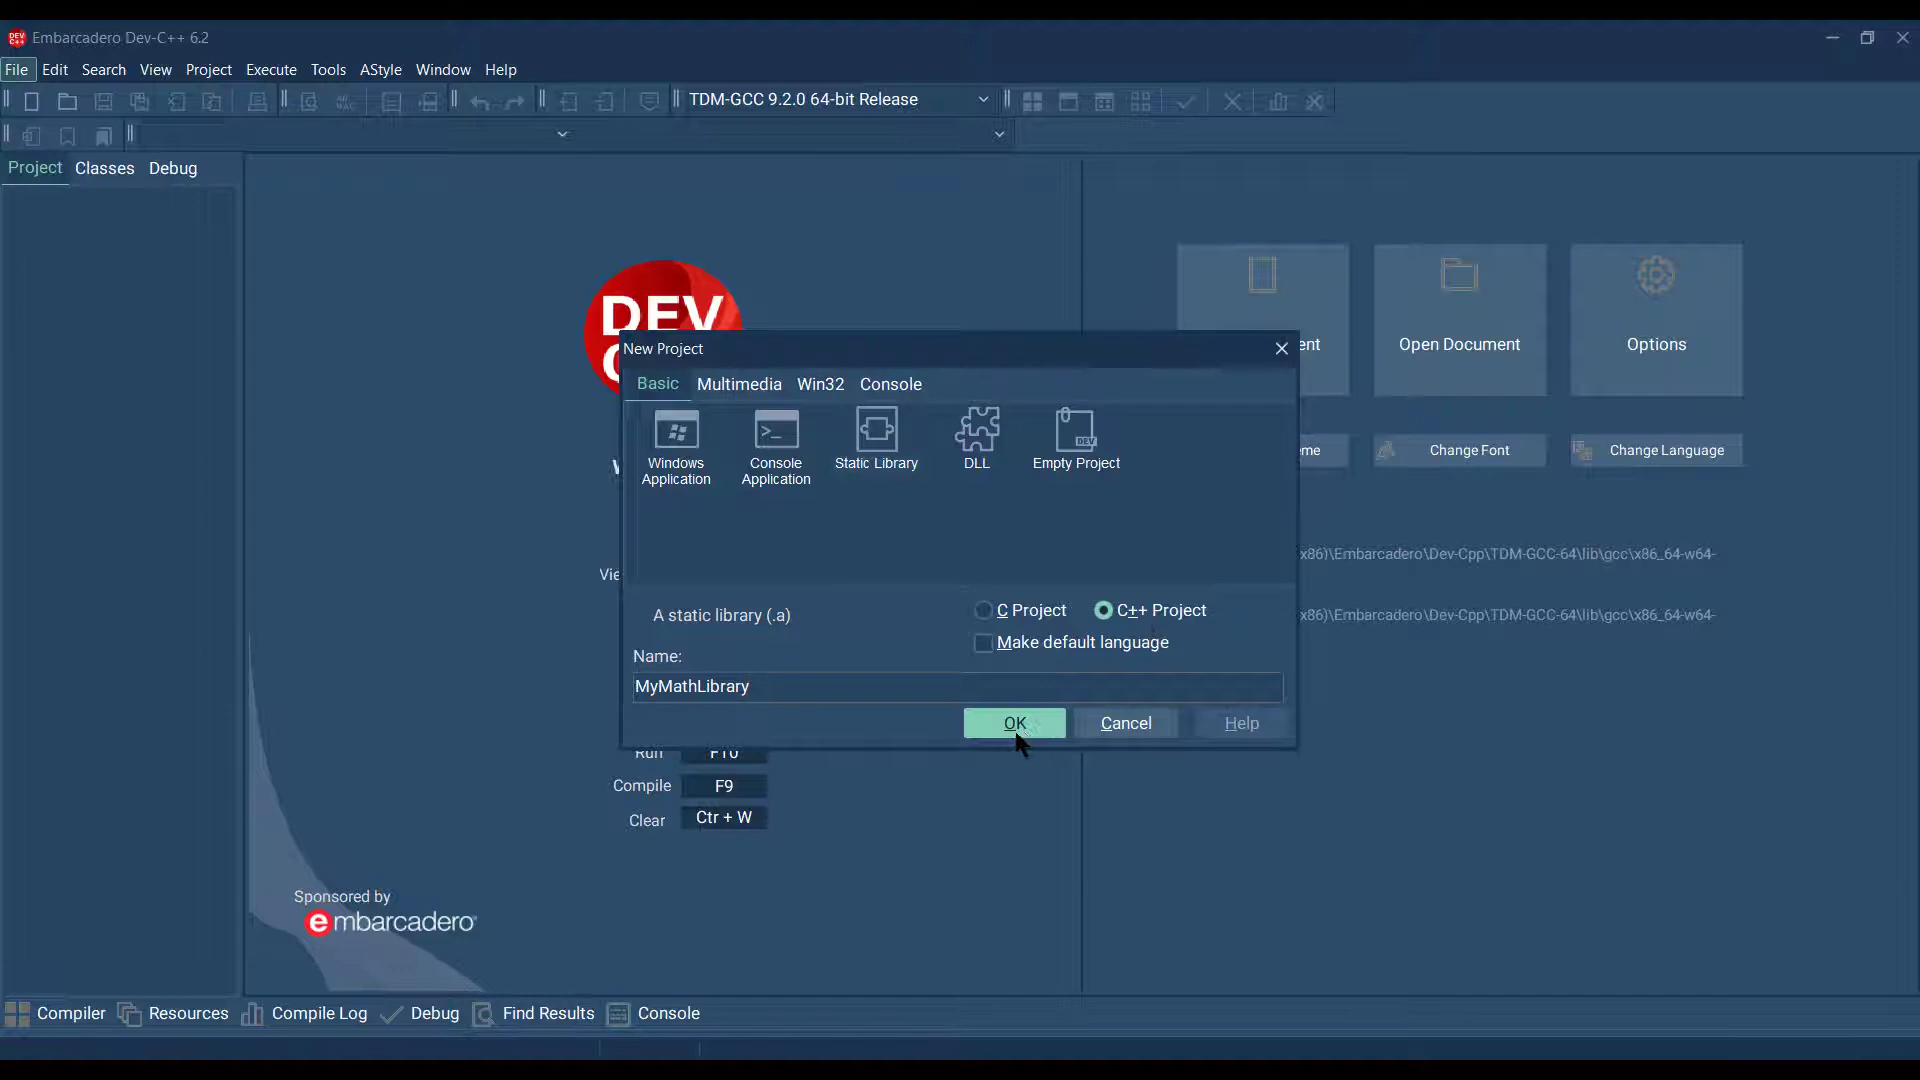 Embarcadero Dev-C++ 6.2
File Edit Search View Project Execute Tools AStyle Window Help
TDM-GCC 9.2.0 64-bit Release
Project Classes Debug
DEV
Open Document
Options
New Project
Basic Multimedia Win32 Console
Windows Application
Console Application
Static Library
DLL
Empty Project
Change Font
Change Language
x86)\Embarcadero\Dev-Cpp\TDM-GCC-64\lib\gcc\x86_64-w64-
A static library (.a)
C Project C++ Project
x86)\Embarcadero\Dev-Cpp\TDM-GCC-64\lib\gcc\x86_64-w64-
Make default language
Name:
MyMathLibrary
OK Cancel Help
Run F10
Compile F9
Clear Ctr + W
Sponsored by
embarcadero
Compiler Resources Compile Log Debug Find Results Console